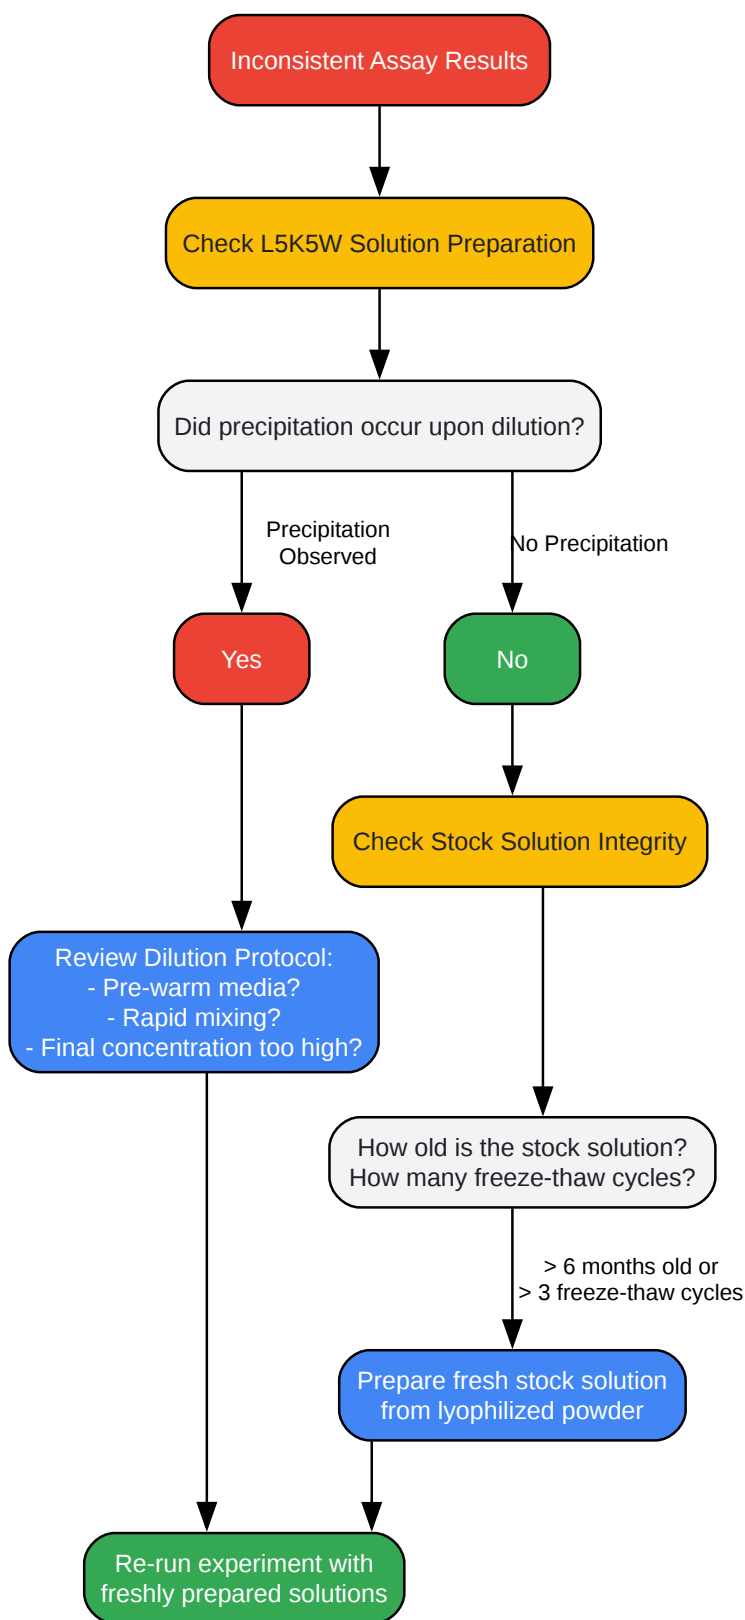 Inconsistent Assay Results
Check L5K5W Solution Preparation
Did precipitation occur upon dilution?
Precipitation
Observed
No Precipitation
Yes
No
Check Stock Solution Integrity
Review Dilution Protocol:
- Pre-warm media?
- Rapid mixing?
- Final concentration too high?
How old is the stock solution?
How many freeze-thaw cycles?
> 6 months old or
> 3 freeze-thaw cycles
Prepare fresh stock solution
from lyophilized powder
Re-run experiment with
freshly prepared solutions